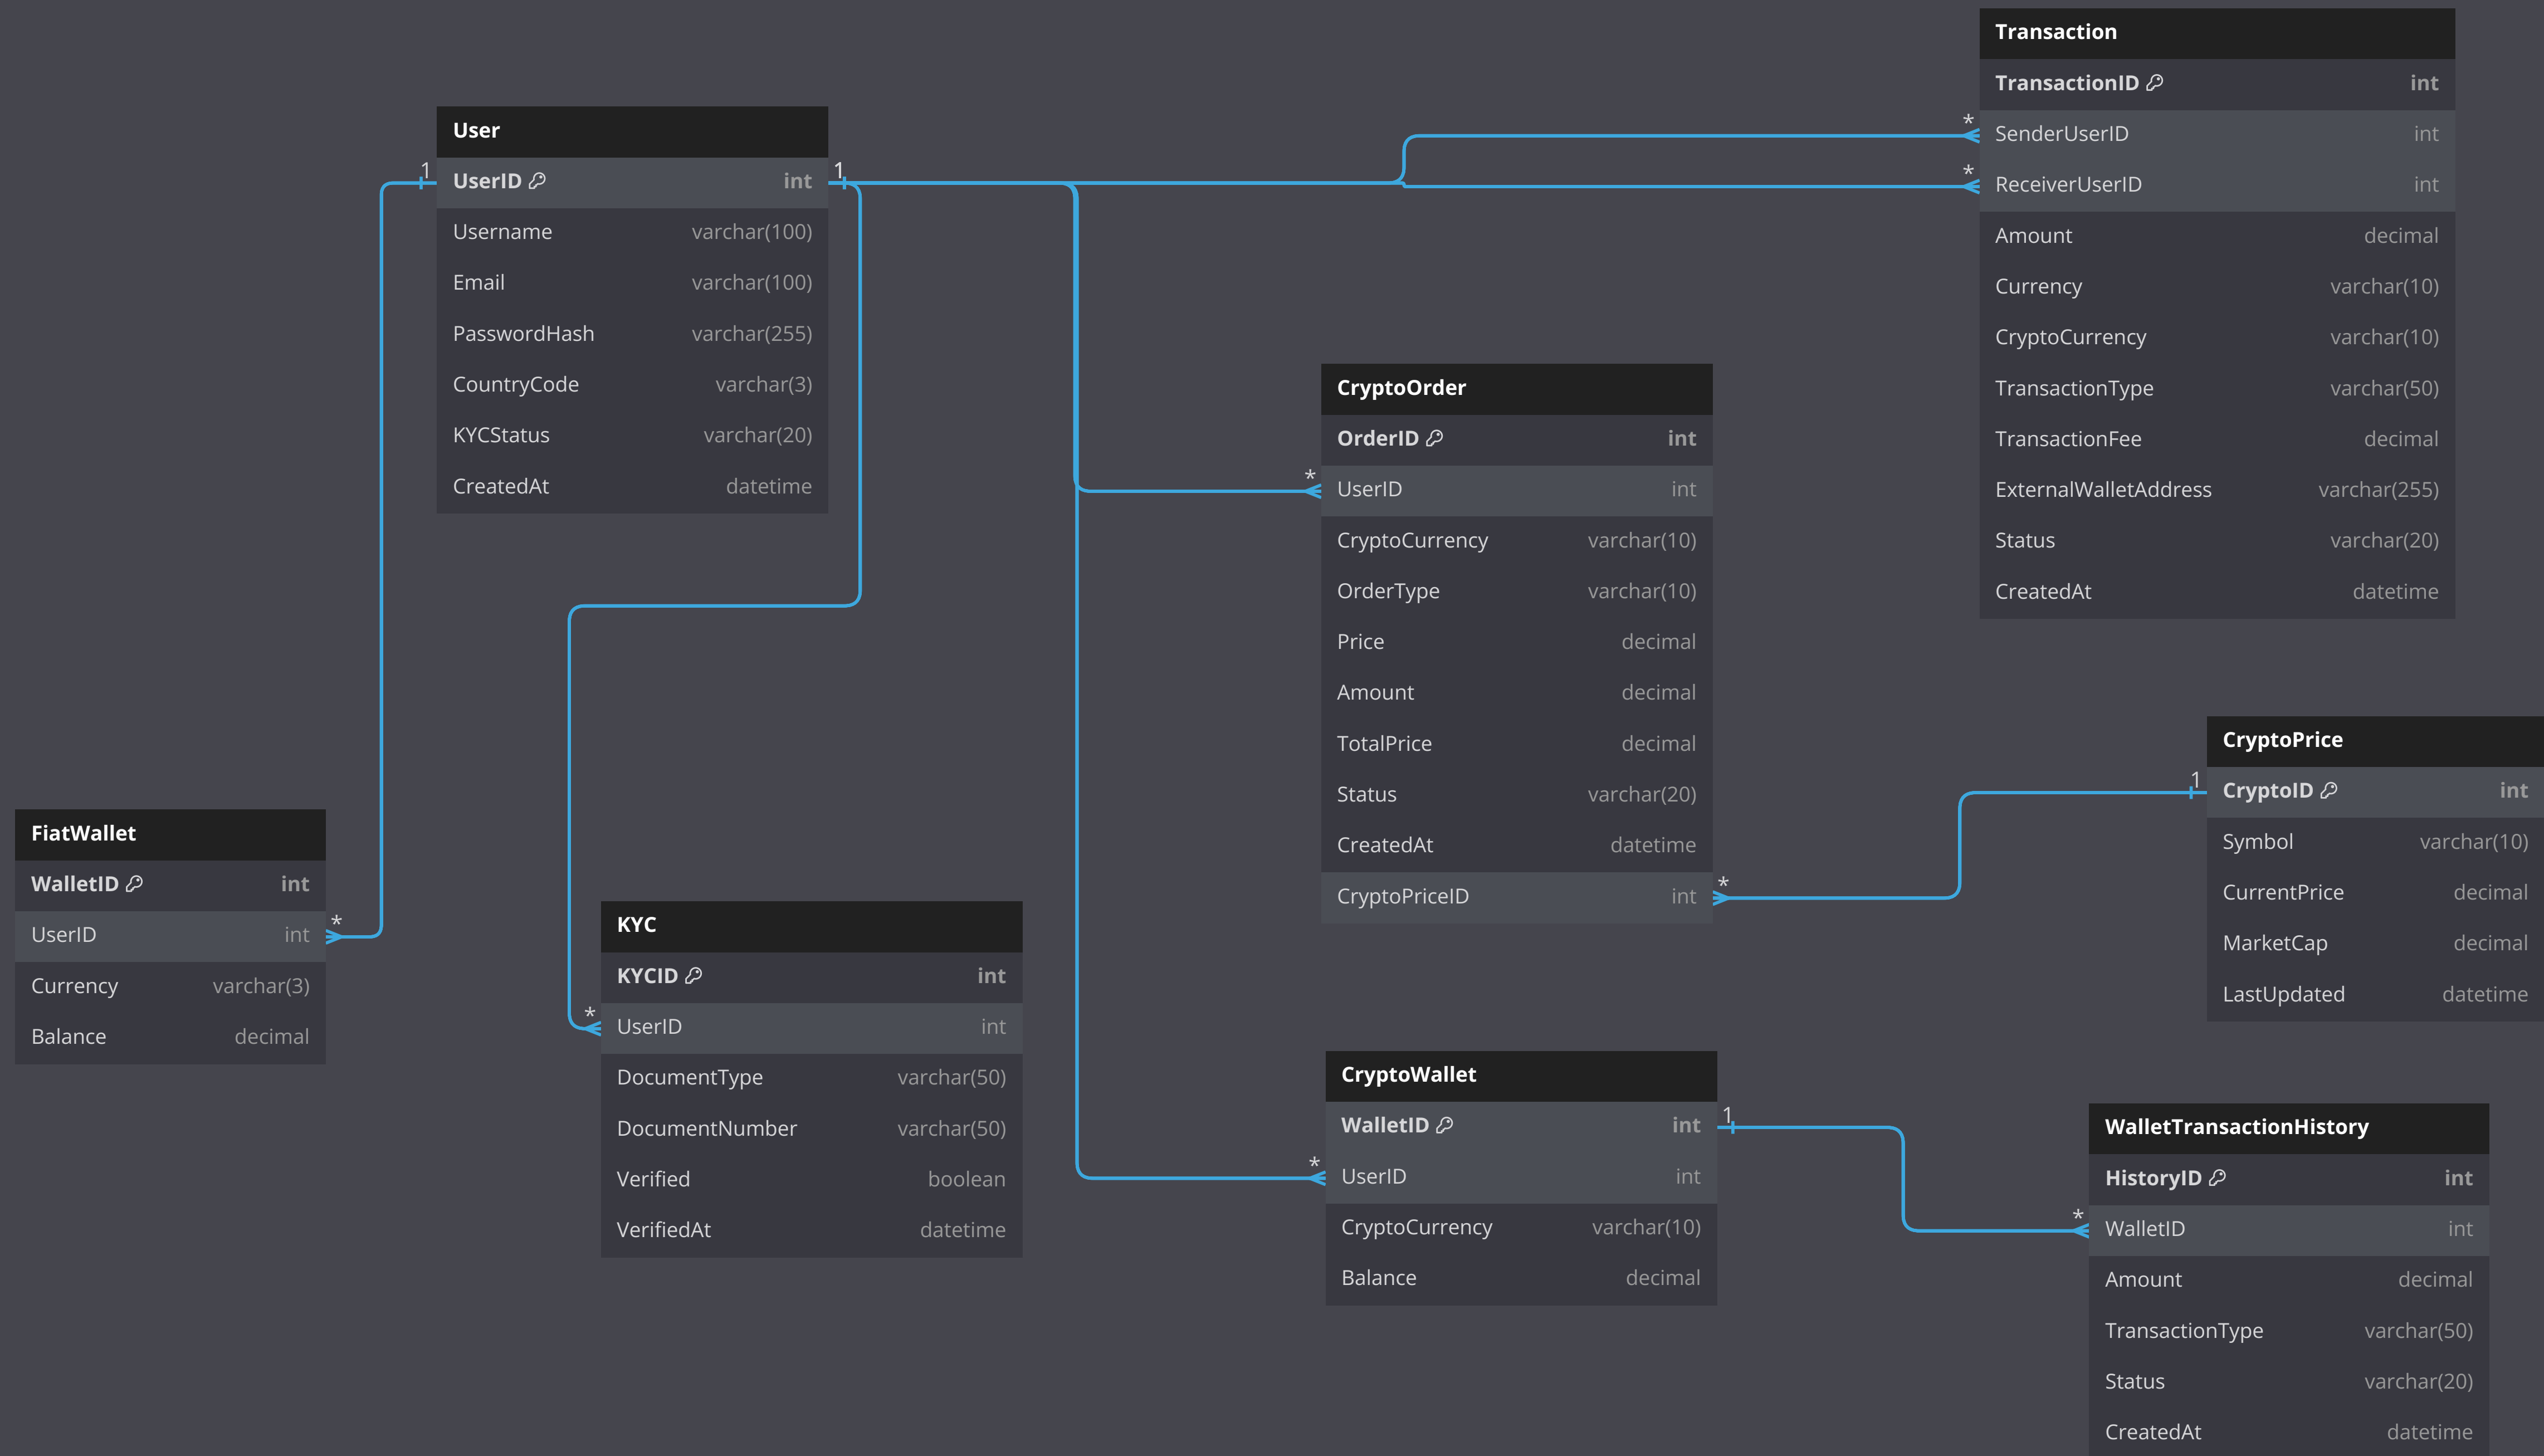 User
UserID int
Username varchar(100)
Email varchar(100)
PasswordHash varchar(255)
CountryCode varchar(3)
KYCStatus varchar(20)
CreatedAt datetime
1
1
FiatWallet
WalletID int
UserID int
Currency varchar(3)
Balance decimal
*
KYC
KYCID int
UserID int
DocumentType varchar(50)
DocumentNumber varchar(50)
Verified boolean
VerifiedAt datetime
*
CryptoOrder
OrderID int
UserID int
CryptoCurrency varchar(10)
OrderType varchar(10)
Price decimal
Amount decimal
TotalPrice decimal
Status varchar(20)
CreatedAt datetime
CryptoPriceID int
*
*
CryptoWallet
WalletID int
UserID int
CryptoCurrency varchar(10)
Balance decimal
1
*
Transaction
TransactionID int
SenderUserID int
ReceiverUserID int
Amount decimal
Currency varchar(10)
CryptoCurrency varchar(10)
TransactionType varchar(50)
TransactionFee decimal
ExternalWalletAddress varchar(255)
Status varchar(20)
CreatedAt datetime
*
*
CryptoPrice
CryptoID int
Symbol varchar(10)
CurrentPrice decimal
MarketCap decimal
LastUpdated datetime
1
WalletTransactionHistory
HistoryID int
WalletID int
Amount decimal
TransactionType varchar(50)
Status varchar(20)
CreatedAt datetime
*